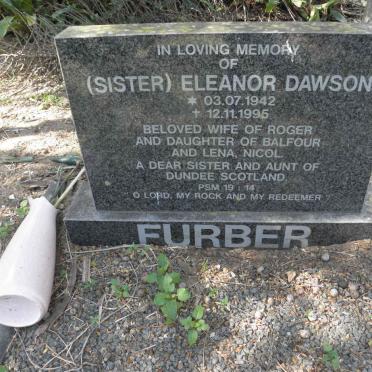 IN LOVING MEMORY
OF
(SISTER) ELEANOR DAWSON
* 03.07.1942
+ 12.11.1995
BELOVED WIFE OF ROGER
AND DAUGHTER OF BALFOUR
AND LENA, NICOL
A DEAR SISTER AND AUNT OF
DUNDEE SCOTLAND
PSM 19 : 14
O LORD, MY ROCK AND MY REDEEMER
FURBER